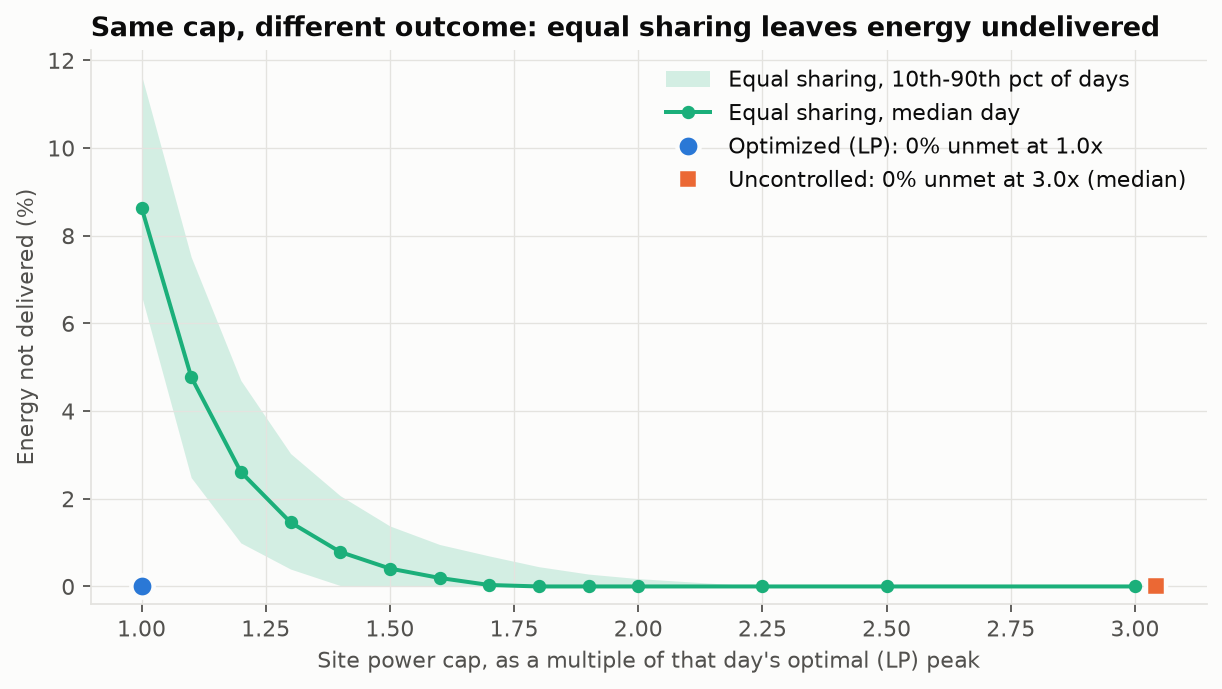 Same cap, different outcome: equal sharing leaves energy undelivered
Equal sharing, 10th-90th pct of days
Equal sharing, median day
Optimized (LP): 0% unmet at 1.0x
Uncontrolled: 0% unmet at 3.0x (median)
Energy not delivered (%)
12
10
8
6
4
2
0
1.00 1.25 1.50 1.75 2.00 2.25 2.50 2.75 3.00
Site power cap, as a multiple of that day's optimal (LP) peak